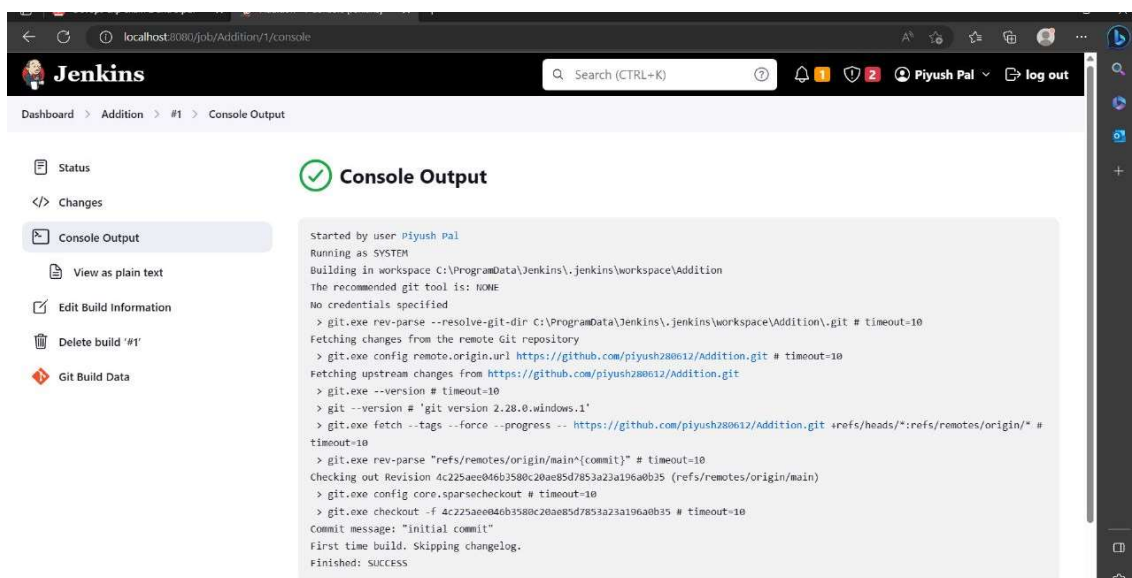 localhost:8080/job/Addition/1/console
Jenkins
Search (CTRL+K)
1
2
Piyush Pal
log out
Dashboard > Addition > #1 > Console Output
Status
Changes
Console Output
View as plain text
Edit Build Information
Delete build '#1'
Git Build Data
Console Output
Started by user Piyush Pal
Running as SYSTEM
Building in workspace C:\ProgramData\Jenkins\.jenkins\workspace\Addition
The recommended git tool is: NONE
No credentials specified
> git.exe rev-parse --resolve-git-dir C:\ProgramData\Jenkins\.jenkins\workspace\Addition\.git # timeout=10
Fetching changes from the remote Git repository
> git.exe config remote.origin.url https://github.com/piyush280612/Addition.git # timeout=10
Fetching upstream changes from https://github.com/piyush280612/Addition.git
> git.exe --version # timeout=10
> git --version # 'git version 2.28.0.windows.1'
> git.exe fetch --tags --force --progress -- https://github.com/piyush280612/Addition.git +refs/heads/*:refs/remotes/origin/* #
timeout=10
> git.exe rev-parse "refs/remotes/origin/main^{commit}" # timeout=10
Checking out Revision 4c225aee046b3580c20ae85d7853a23a196a0b35 (refs/remotes/origin/main)
> git.exe config core.sparsecheckout # timeout=10
> git.exe checkout -f 4c225aee046b3580c20ae85d7853a23a196a0b35 # timeout=10
Commit message: "initial commit"
First time build. Skipping changelog.
Finished: SUCCESS